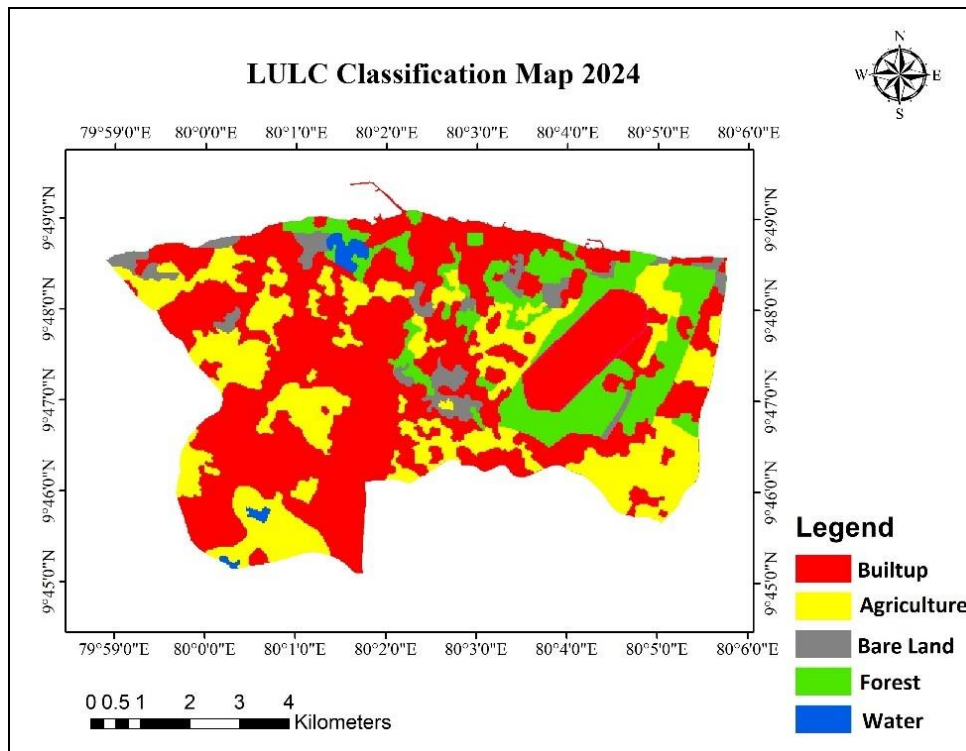 LULC Classification Map 2024
N
W E
S
79°59'0"E 80°0'0"E 80°1'0"E 80°2'0"E 80°3'0"E 80°4'0"E 80°5'0"E 80°6'0"E
9°49'0"N 9°49'0"N
9°48'0"N 9°48'0"N
9°47'0"N 9°47'0"N
9°46'0"N 9°46'0"N
9°45'0"N 9°45'0"N
79°59'0"E 80°0'0"E 80°1'0"E 80°2'0"E 80°3'0"E 80°4'0"E 80°5'0"E 80°6'0"E
Legend
Builtup
Agriculture
Bare Land
Forest
Water
0 0.5 1 2 3 4
Kilometers